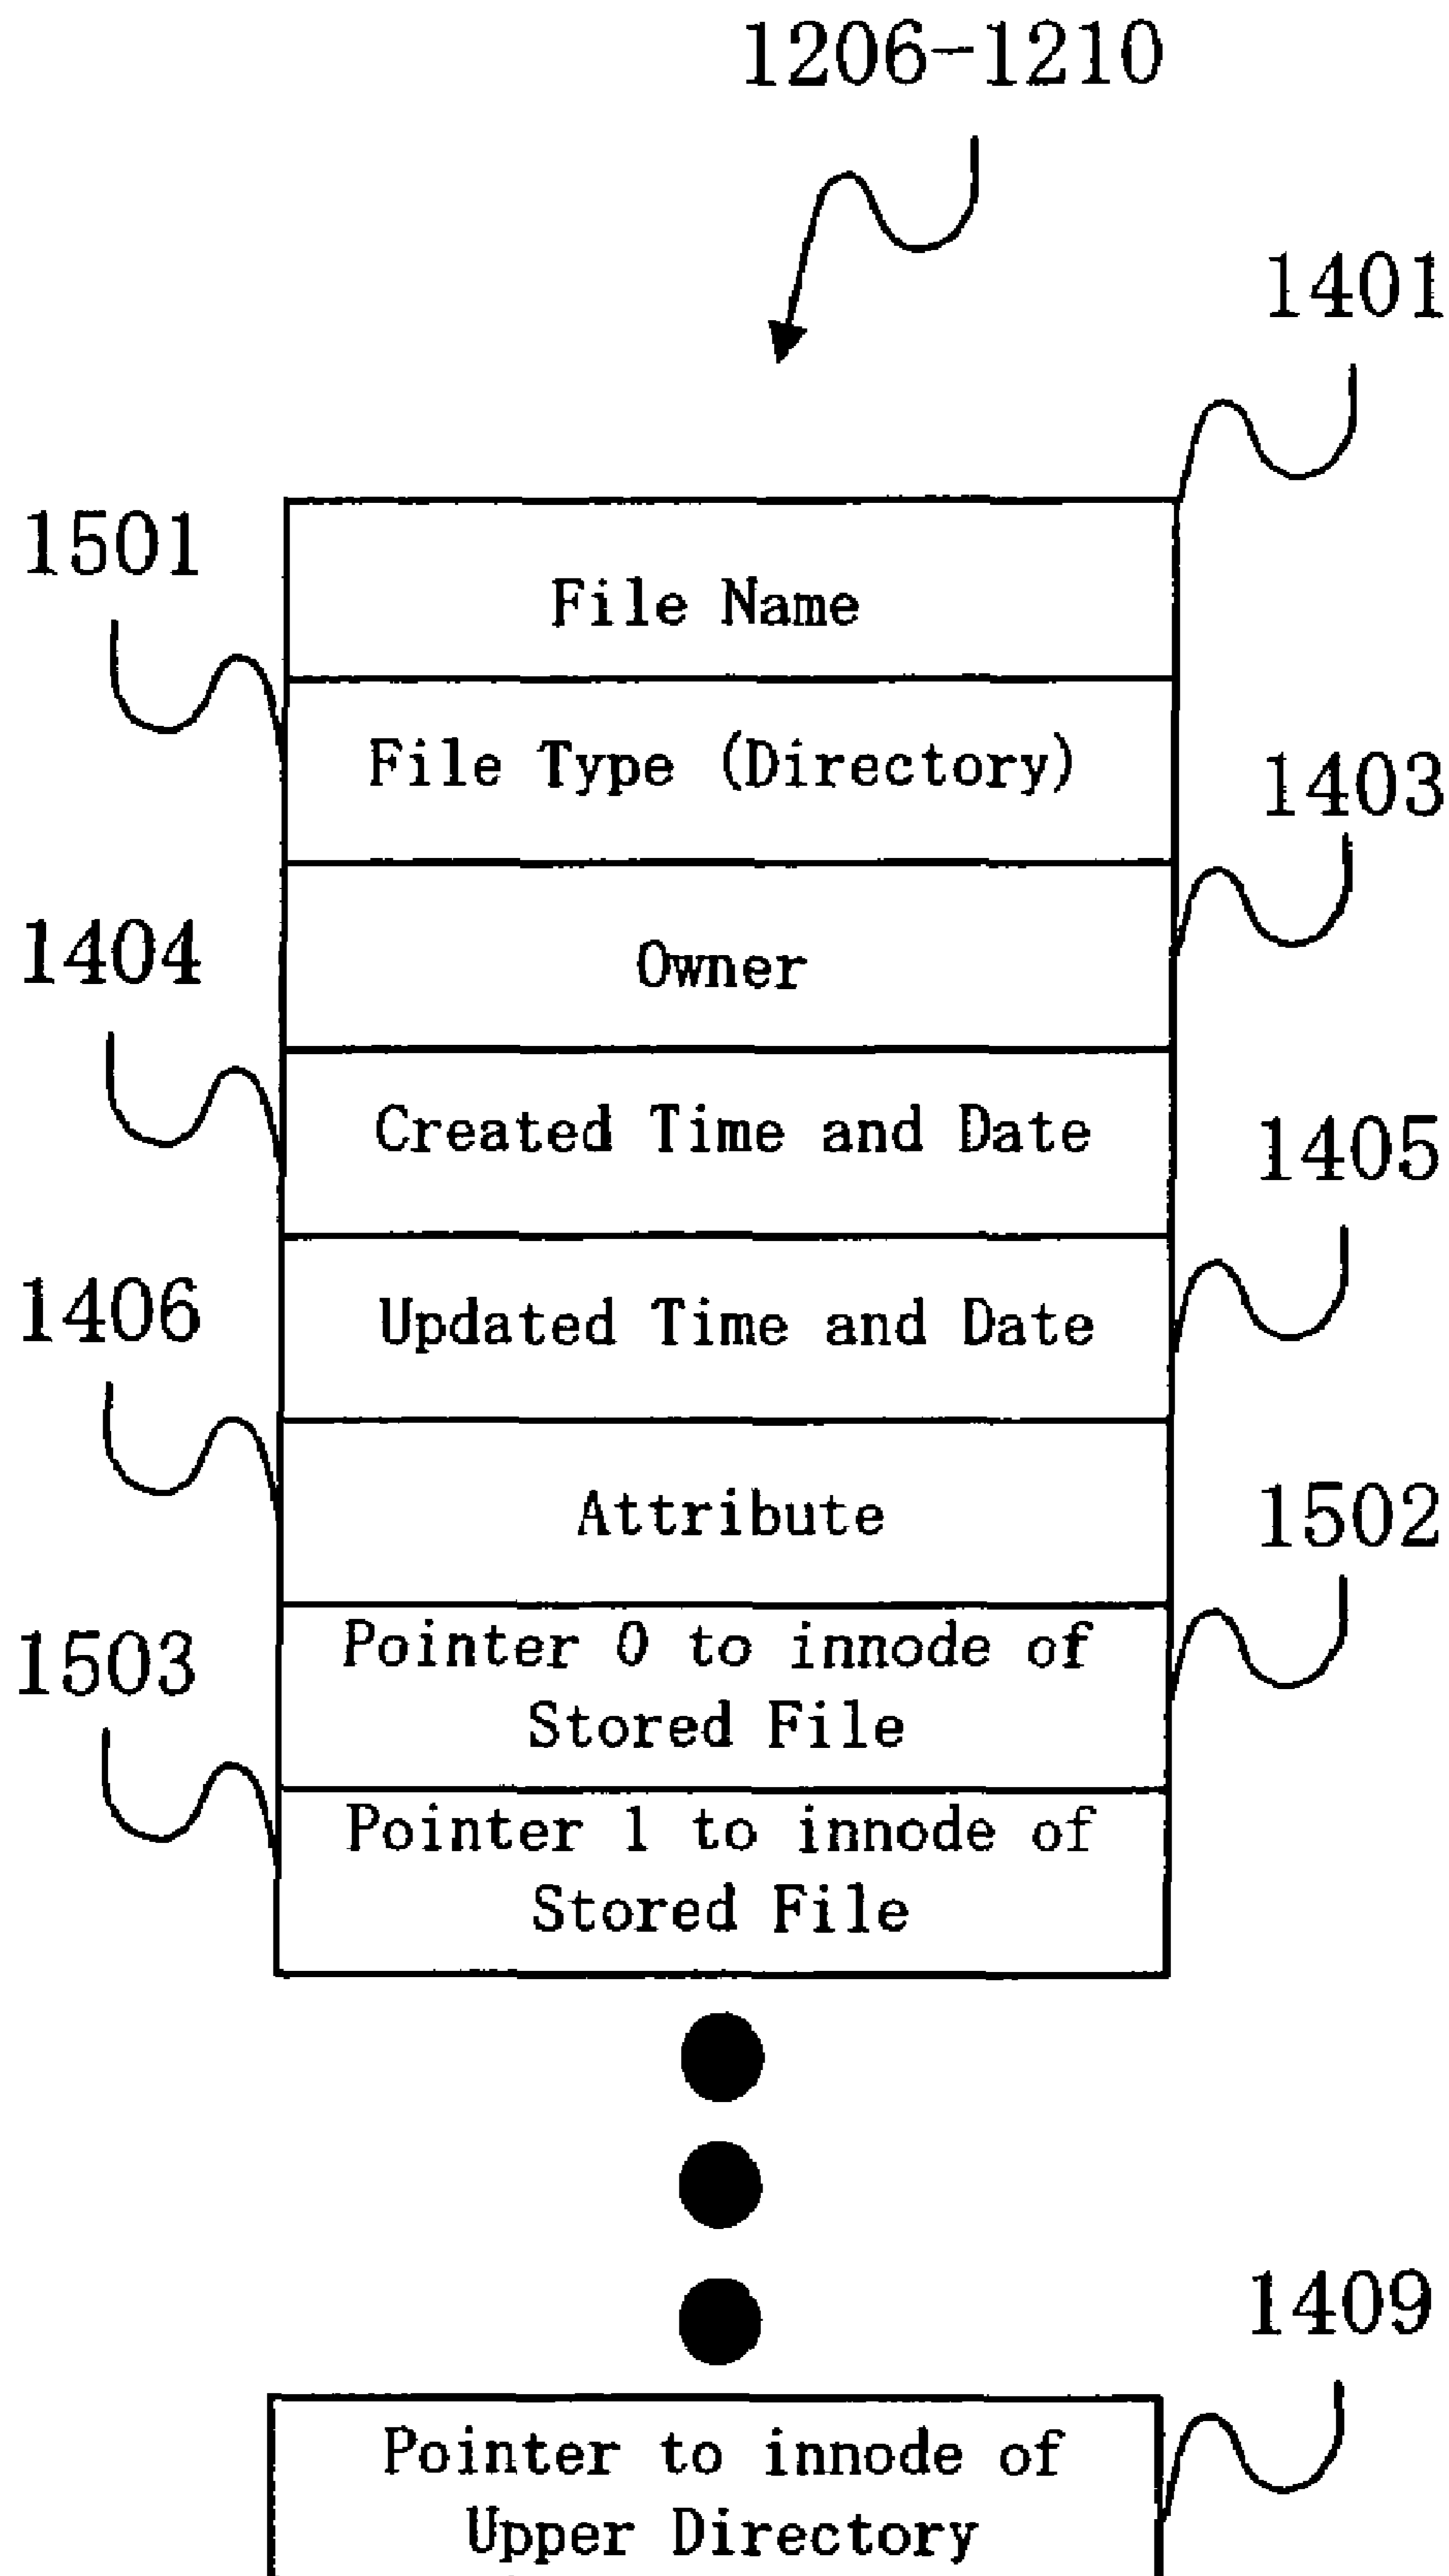 1206-1210
1401
1501
File Name
File Type (Directory)
1403
1404
Owner
Created Time and Date
1405
1406
Updated Time and Date
Attribute
1502
1503
Pointer 0 to innode of
Stored File
Pointer 1 to innode of
Stored File
1409
Pointer to innode of
Upper Directory